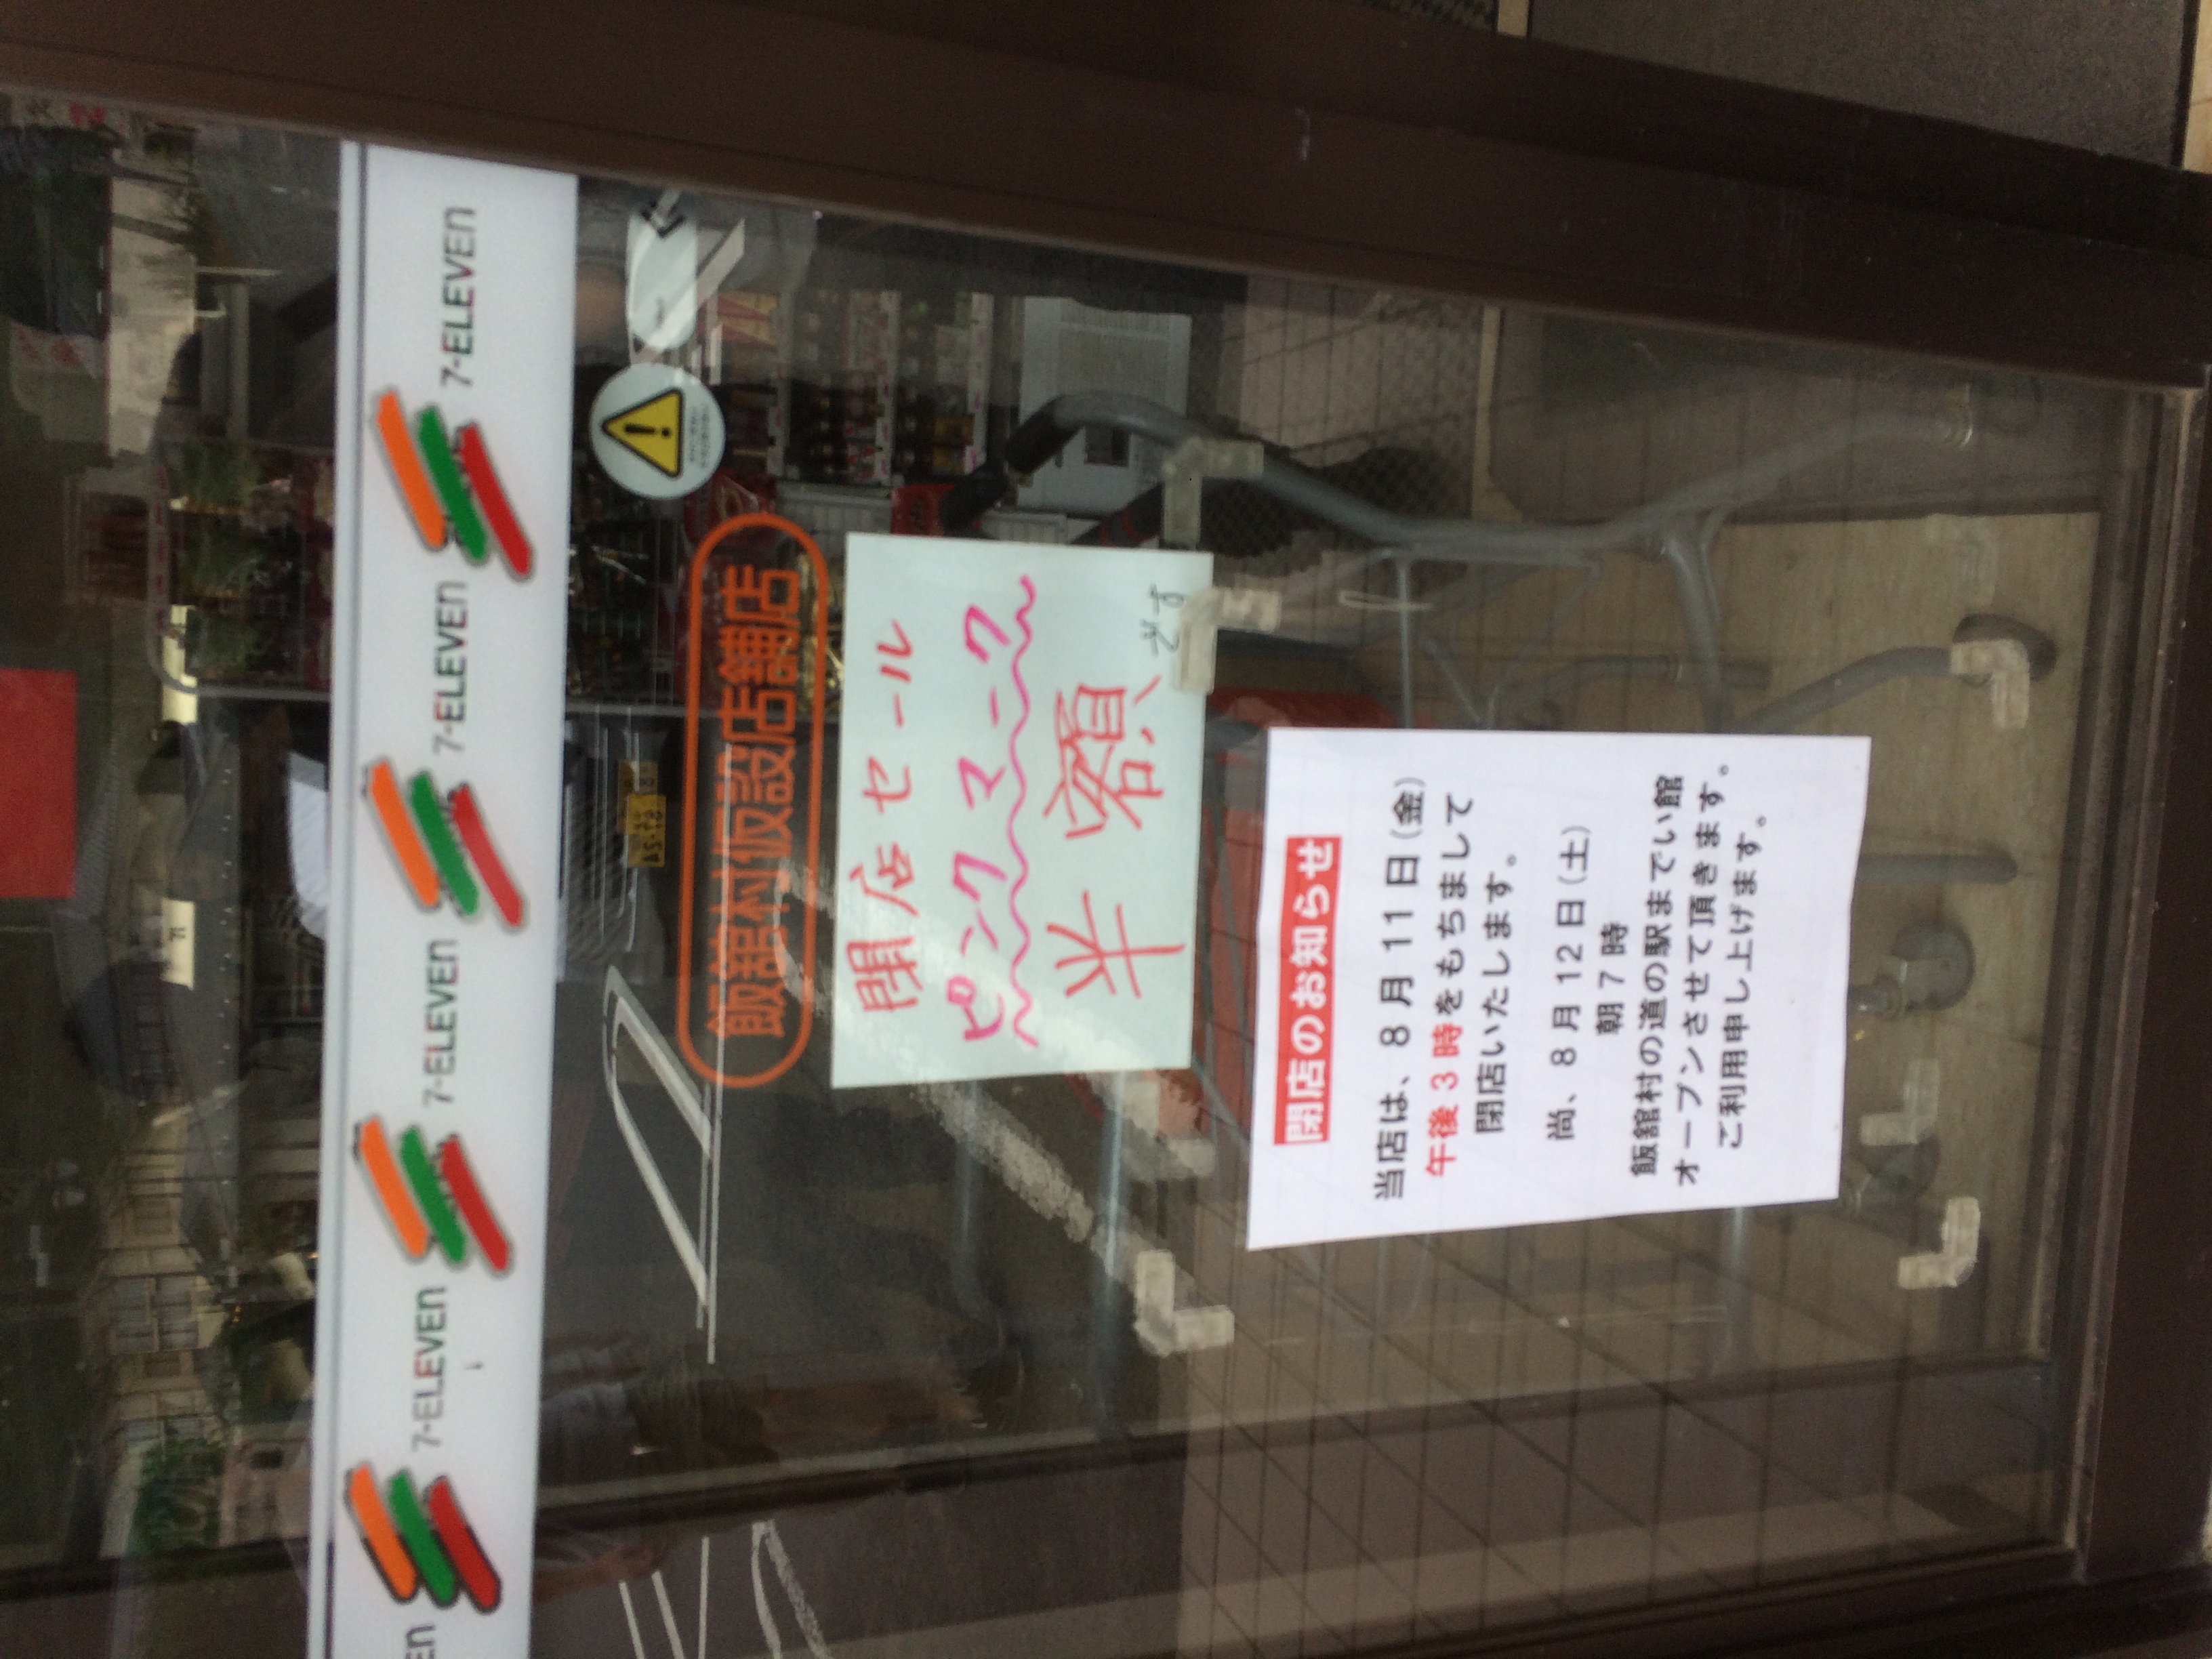 7-ELEVEN
7-ELEVEN
7-ELEVEN
7-ELEVEN
飯舘村仮設店舗店
閉店セール
ピンクマーク
半額
です
閉店のお知らせ
当店は、8月11日(金)
午後3時をもちまして
閉店いたします。
尚、8月12日(土)
朝7時
飯舘村の道の駅までい館
オープンさせて頂きます。
ご利用申し上げます。